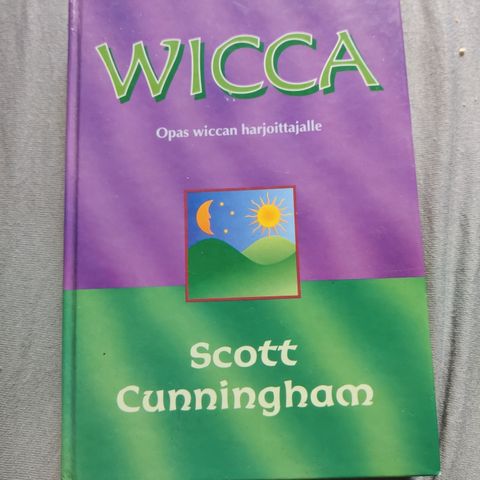 WICCA
Opas wiccan harjoittajalle
Scott
Cunningham